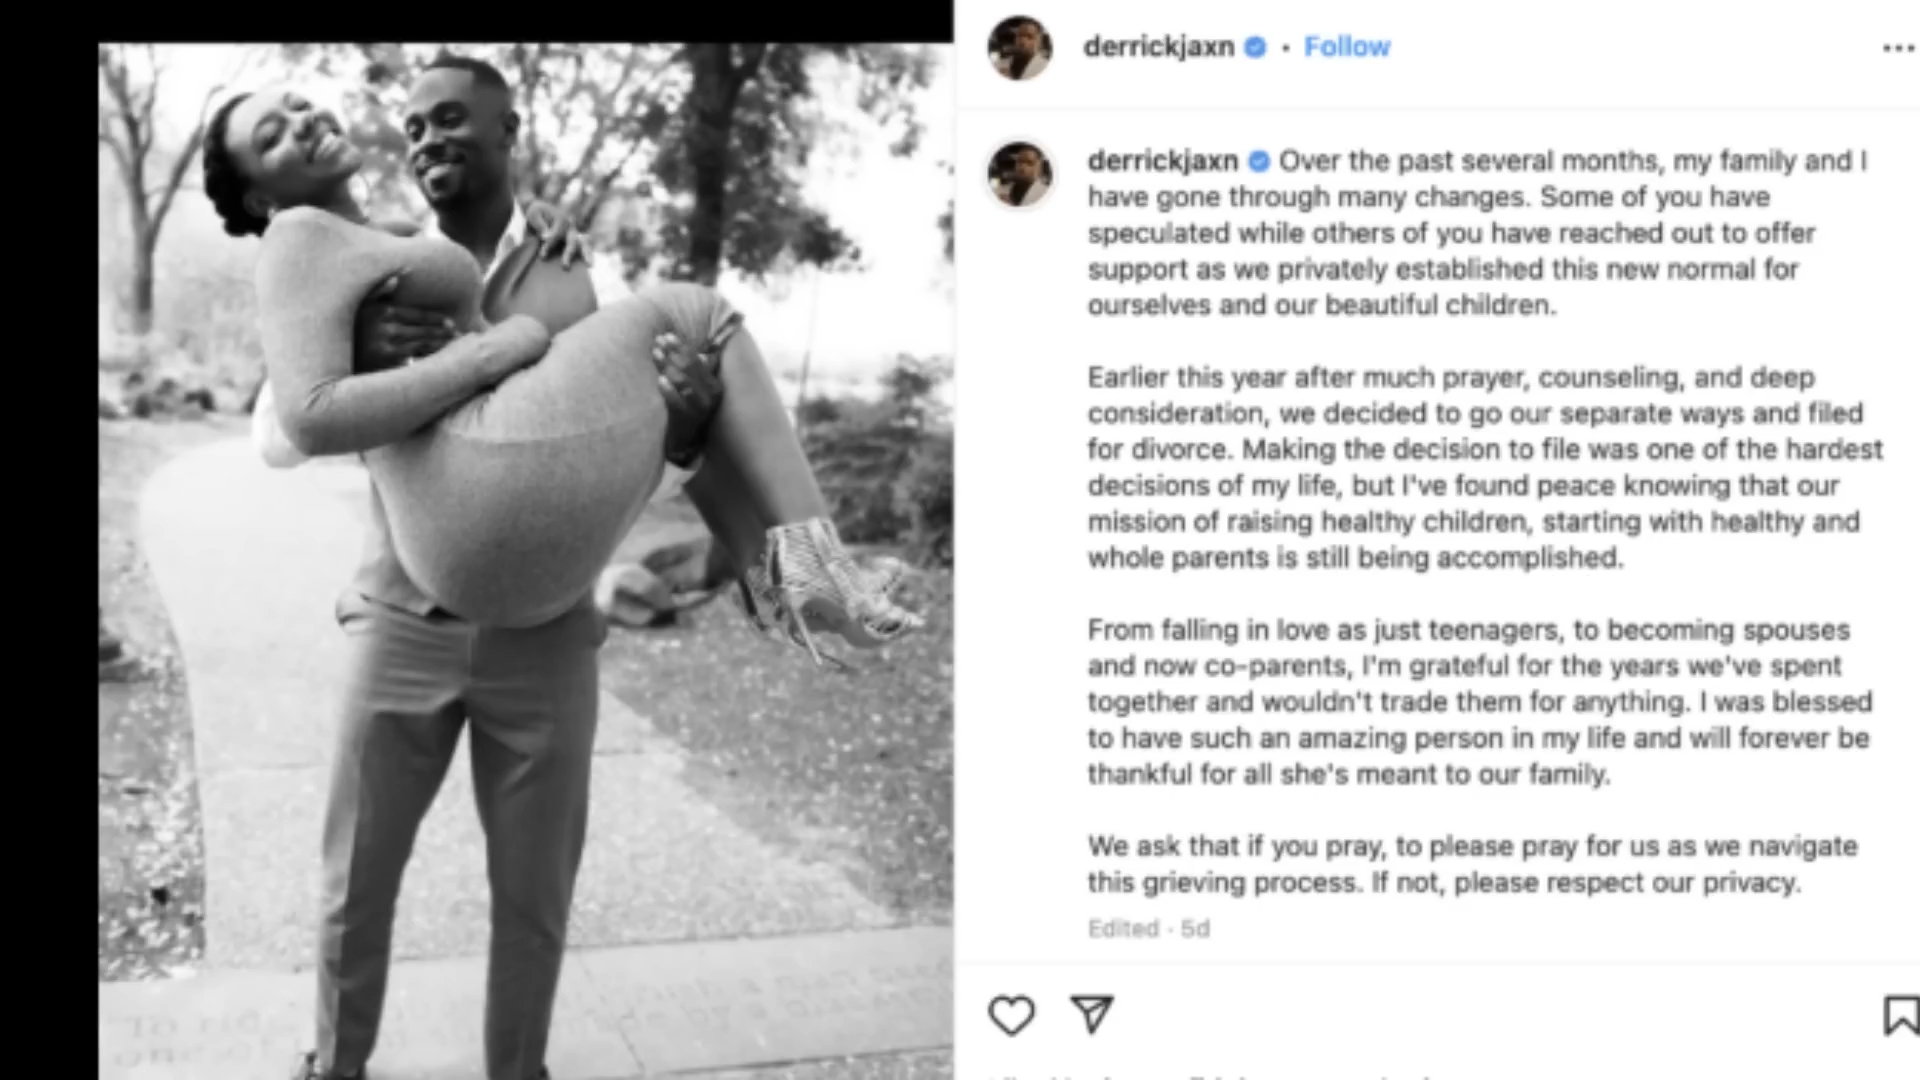 derrickjaxn • Follow
derrickjaxn Over the past several months, my family and I
have gone through many changes. Some of you have
speculated while others of you have reached out to offer
support as we privately established this new normal for
ourselves and our beautiful children.
Earlier this year after much prayer, counseling, and deep
consideration, we decided to go our separate ways and filed
for divorce. Making the decision to file was one of the hardest
decisions of my life, but I've found peace knowing that our
mission of raising healthy children, starting with healthy and
whole parents is still being accomplished.
From falling in love as just teenagers, to becoming spouses
and now co-parents, I'm grateful for the years we've spent
together and wouldn't trade them for anything. I was blessed
to have such an amazing person in my life and will forever be
thankful for all she's meant to our family.
We ask that if you pray, to please pray for us as we navigate
this grieving process. If not, please respect our privacy.
Edited · 5d